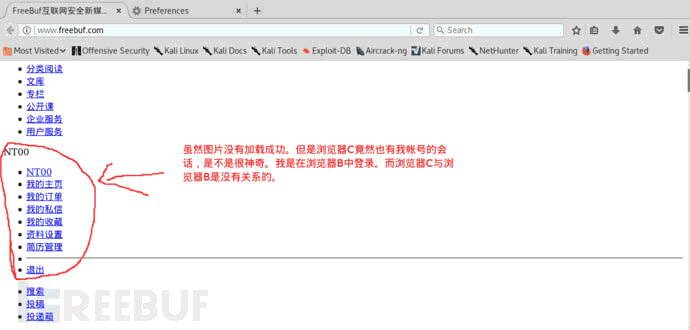 FreeBuf互联网安全新媒...
Preferences
www.freebuf.com
Search
Most Visited
Offensive Security
Kali Linux
Kali Docs
Kali Tools
Exploit-DB
Aircrack-ng
Kali Forums
NetHunter
Kali Training
Getting Started
分类阅读
文库
专栏
公开课
企业服务
用户服务
NT00
虽然图片没有加载成功。但是浏览器C竟然也有我帐号的会
话，是不是很神奇。我是在浏览器B中登录。而浏览器C与浏
览器B是没有关系的。
NT00
我的主页
我的订单
我的私信
我的收藏
资料设置
简历管理
退出
搜索
投稿
投递箱
FREEBUF